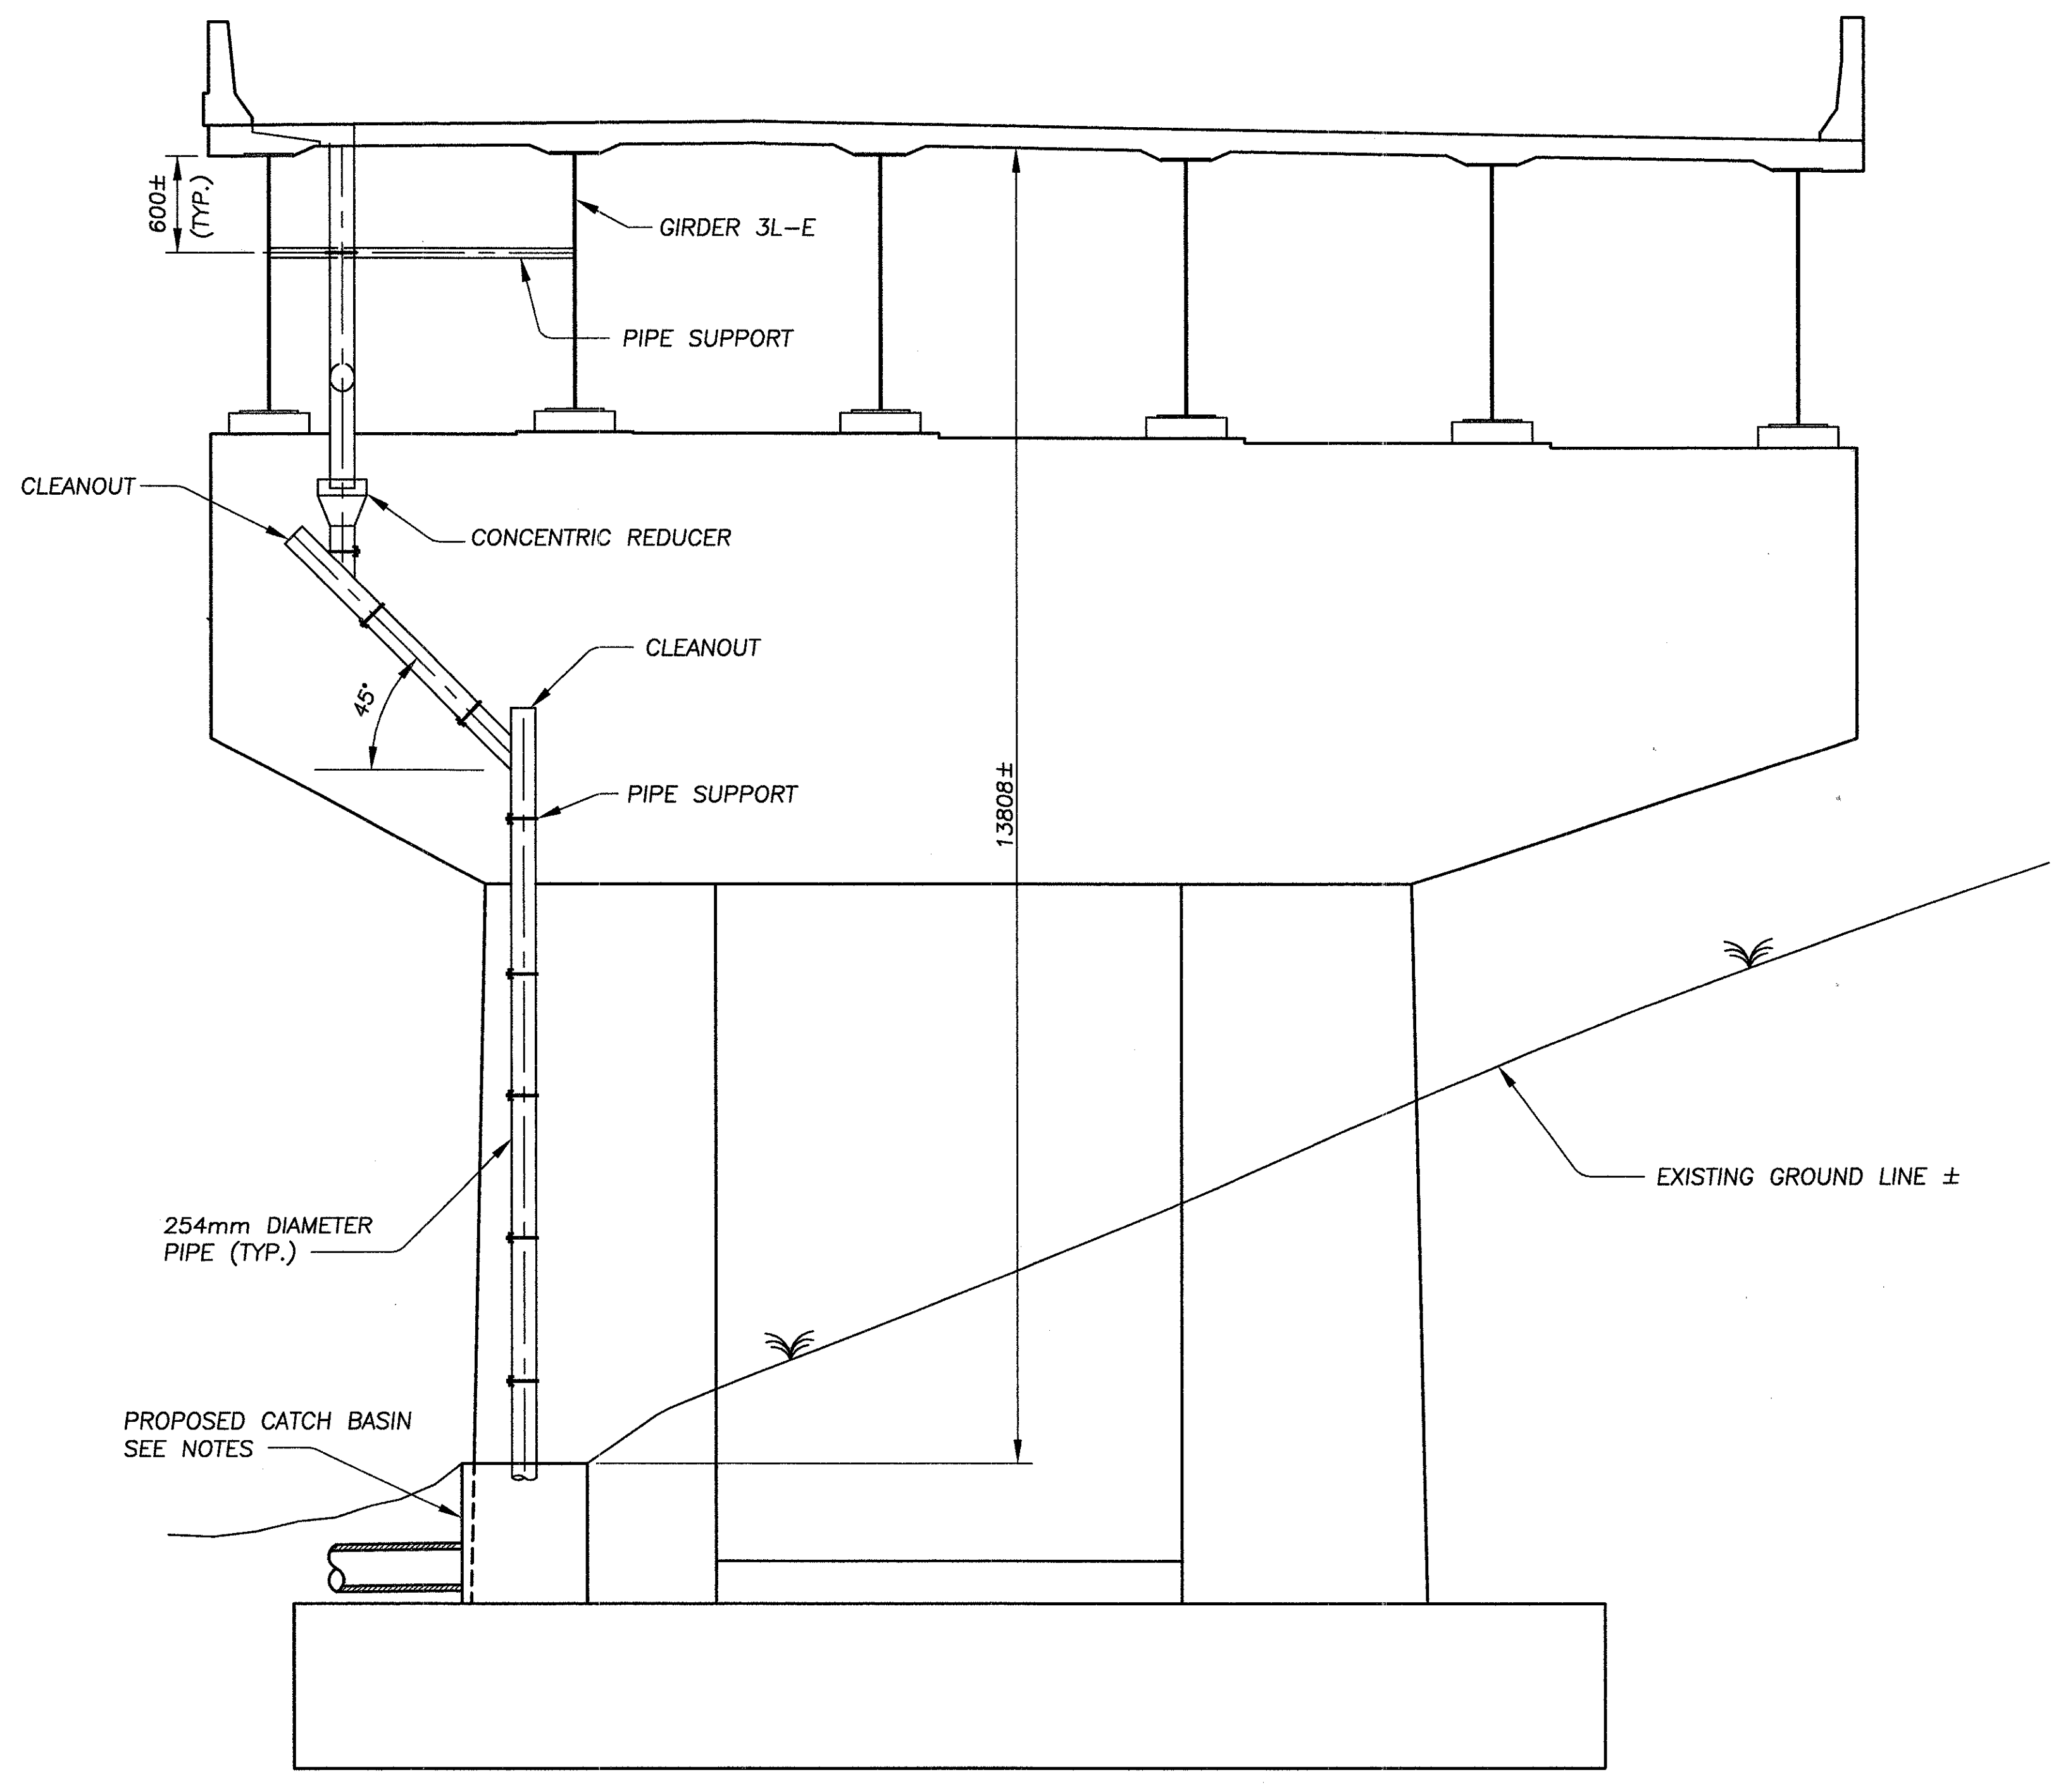 600±
(TYP.)
GIRDER 3L-E
PIPE SUPPORT
CLEANOUT
CONCENTRIC REDUCER
CLEANOUT
45°
PIPE SUPPORT
13808±
EXISTING GROUND LINE ±
254mm DIAMETER
PIPE (TYP.)
PROPOSED CATCH BASIN
SEE NOTES